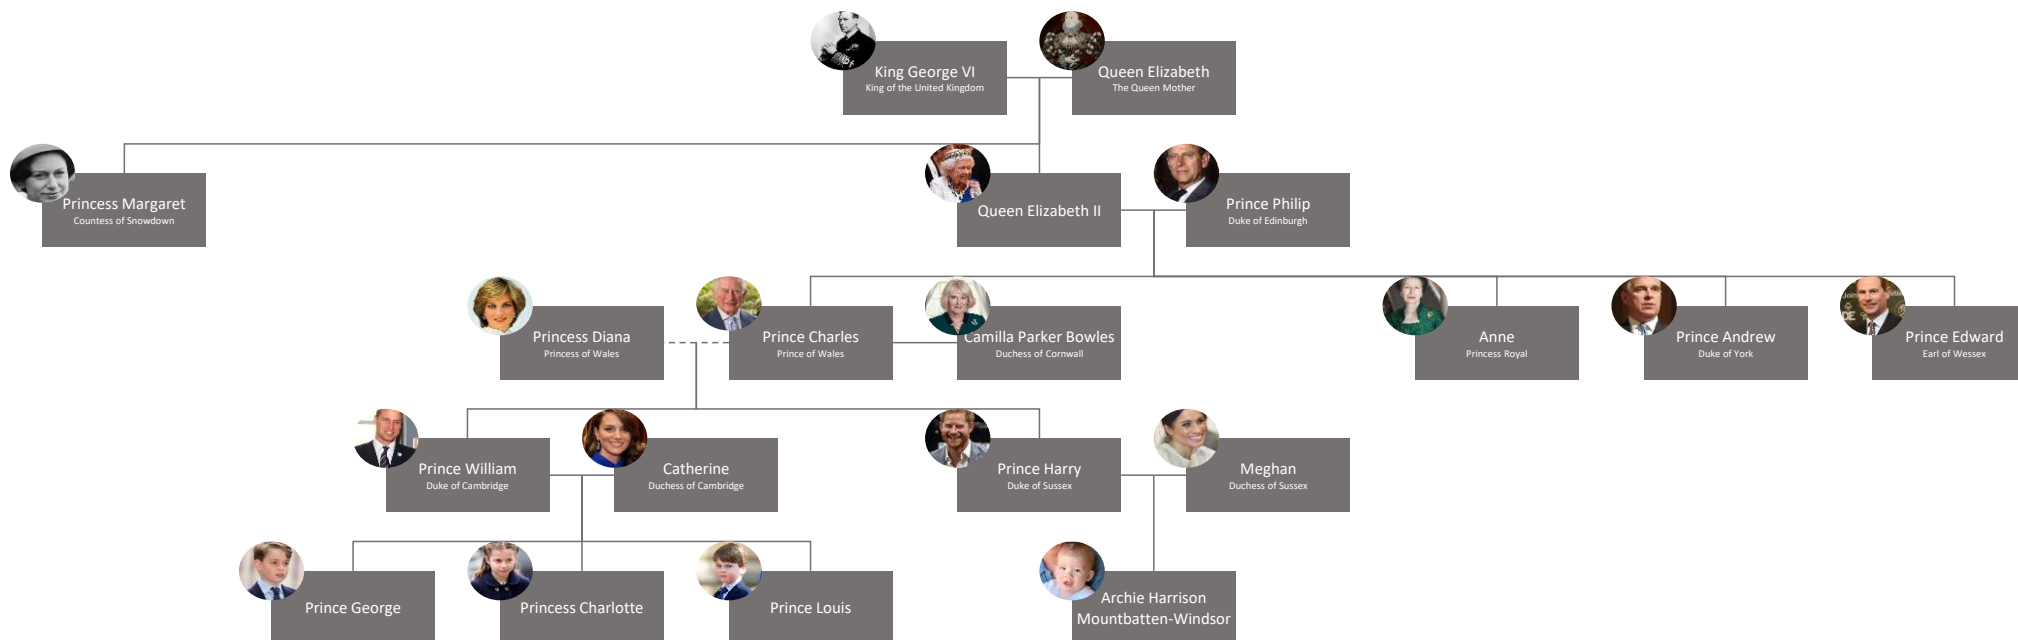 King George VI
King of the United Kingdom
Queen Elizabeth
The Queen Mother
Princess Margaret
Countess of Snowdown
Queen Elizabeth II
Prince Philip
Duke of Edinburgh
Princess Diana
Princess of Wales
Prince Charles
Prince of Wales
Camilla Parker Bowles
Duchess of Cornwall
Anne
Princess Royal
Prince Andrew
Duke of York
Prince Edward
Earl of Wessex
Prince William
Duke of Cambridge
Catherine
Duchess of Cambridge
Prince Harry
Duke of Sussex
Meghan
Duchess of Sussex
Prince George
Princess Charlotte
Prince Louis
Archie Harrison
Mountbatten-Windsor